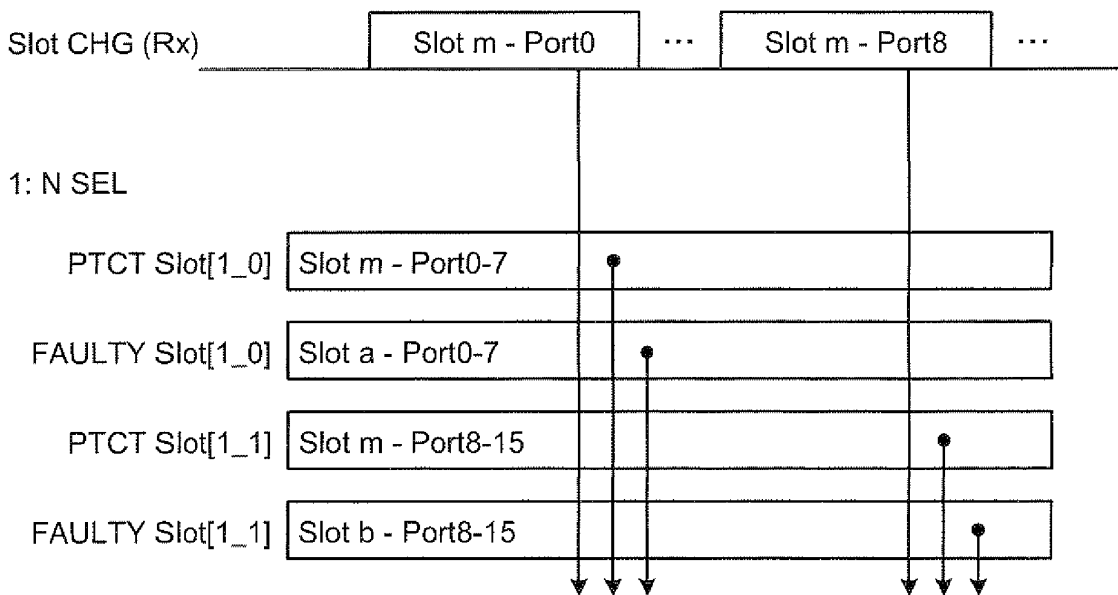 Slot CHG (Rx) Slot m - Port0 ... Slot m - Port8 ...
1: N SEL
PTCT Slot[1_0] Slot m - Port0-7
FAULTY Slot[1_0] Slot a - Port0-7
PTCT Slot[1_1] Slot m - Port8-15
FAULTY Slot[1_1] Slot b - Port8-15